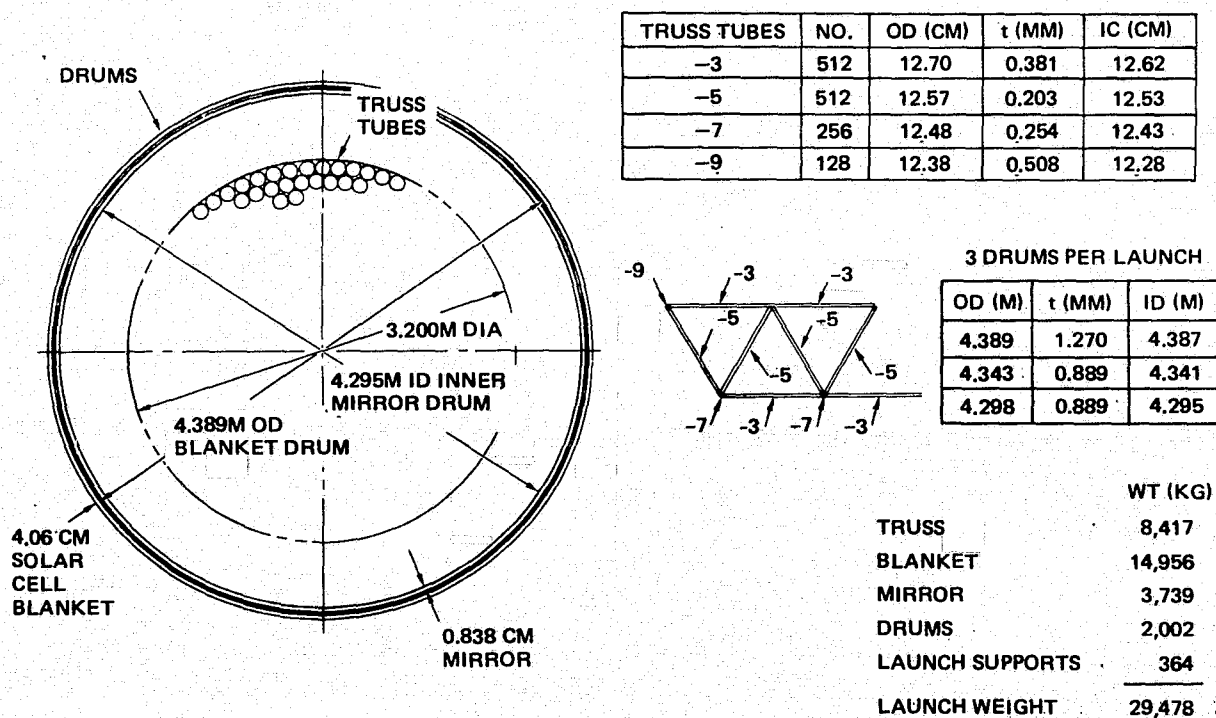 DRUMS
TRUSS
TUBES
3.200M DIA
4.295M ID INNER
MIRROR DRUM
4.389M OD
BLANKET DRUM
4.06 CM
SOLAR
CELL
BLANKET
0.838 CM
MIRROR
TRUSS TUBES NO. OD (CM) t (MM) IC (CM)
-3 512 12.70 0.381 12.62
-5 512 12.57 0.203 12.53
-7 256 12.48 0.254 12.43
-9 128 12.38 0.508 12.28
-9 -3 -3
-5 -5
-5 -5
-7 -3 -7 -3
3 DRUMS PER LAUNCH
OD (M) t (MM) ID (M)
4.389 1.270 4.387
4.343 0.889 4.341
4.298 0.889 4.295
WT (KG)
TRUSS 8,417
BLANKET 14,956
MIRROR 3,739
DRUMS 2,002
LAUNCH SUPPORTS 364
LAUNCH WEIGHT 29,478